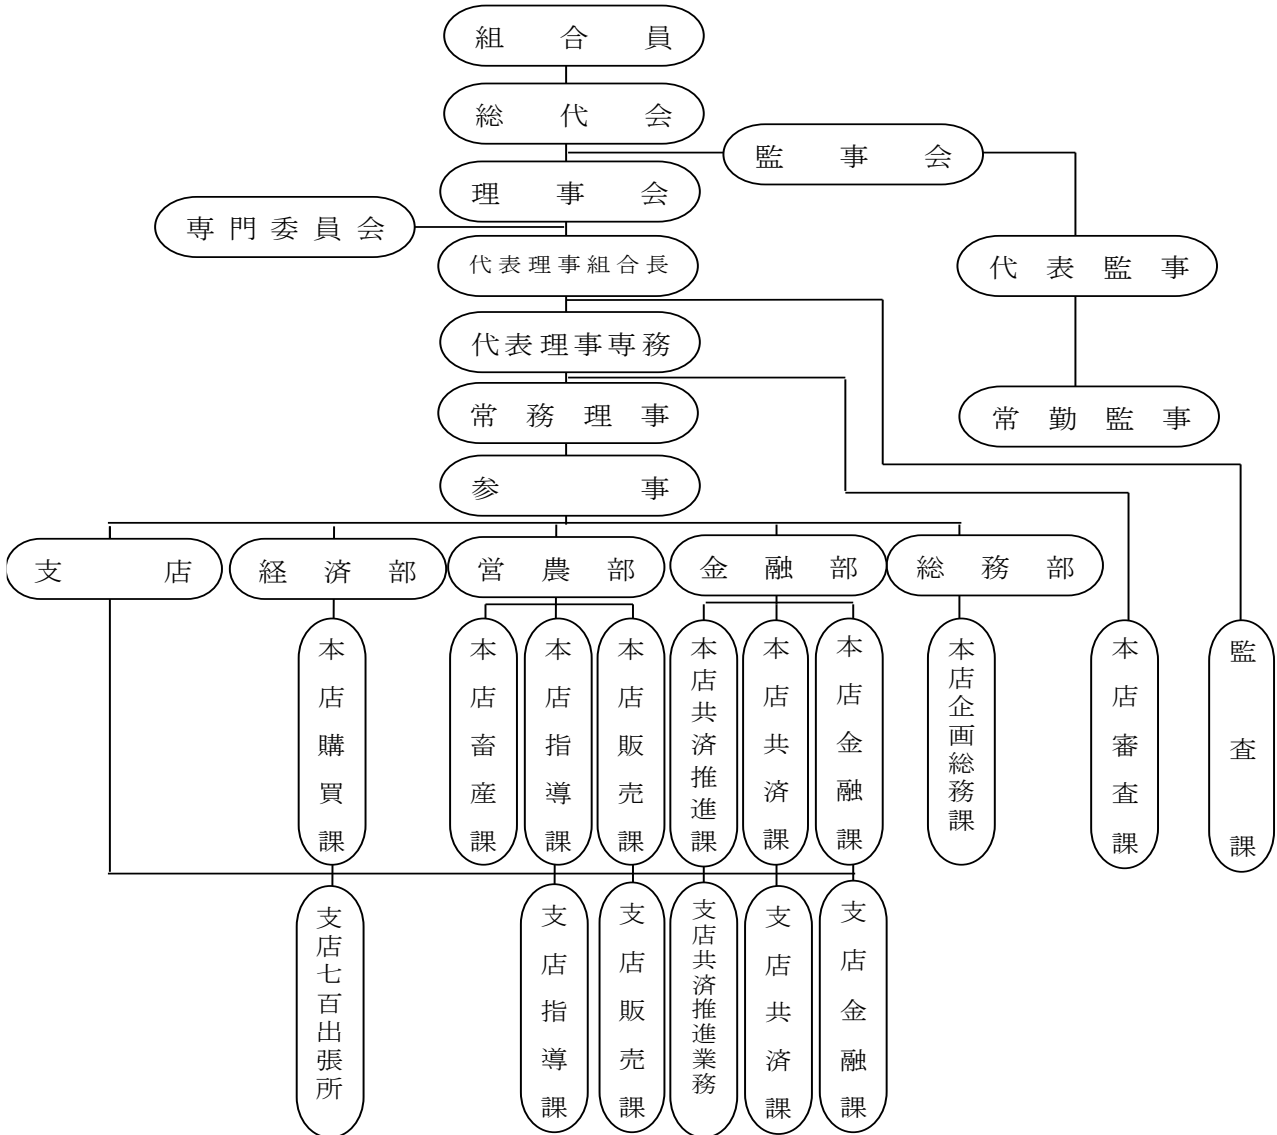 組合員
総代会
監事会
理事会
専門委員会
代表理事組合長
代表監事
代表理事専務
常務理事
常勤監事
参事
支店
経済部
営農部
金融部
総務部
本店購買課
本店畜産課
本店指導課
本店販売課
本店共済推進課
本店共済課
本店金融課
本店企画総務課
本店審査課
監査課
支店七百出張所
支店指導課
支店販売課
支店共済推進業務
支店共済課
支店金融課